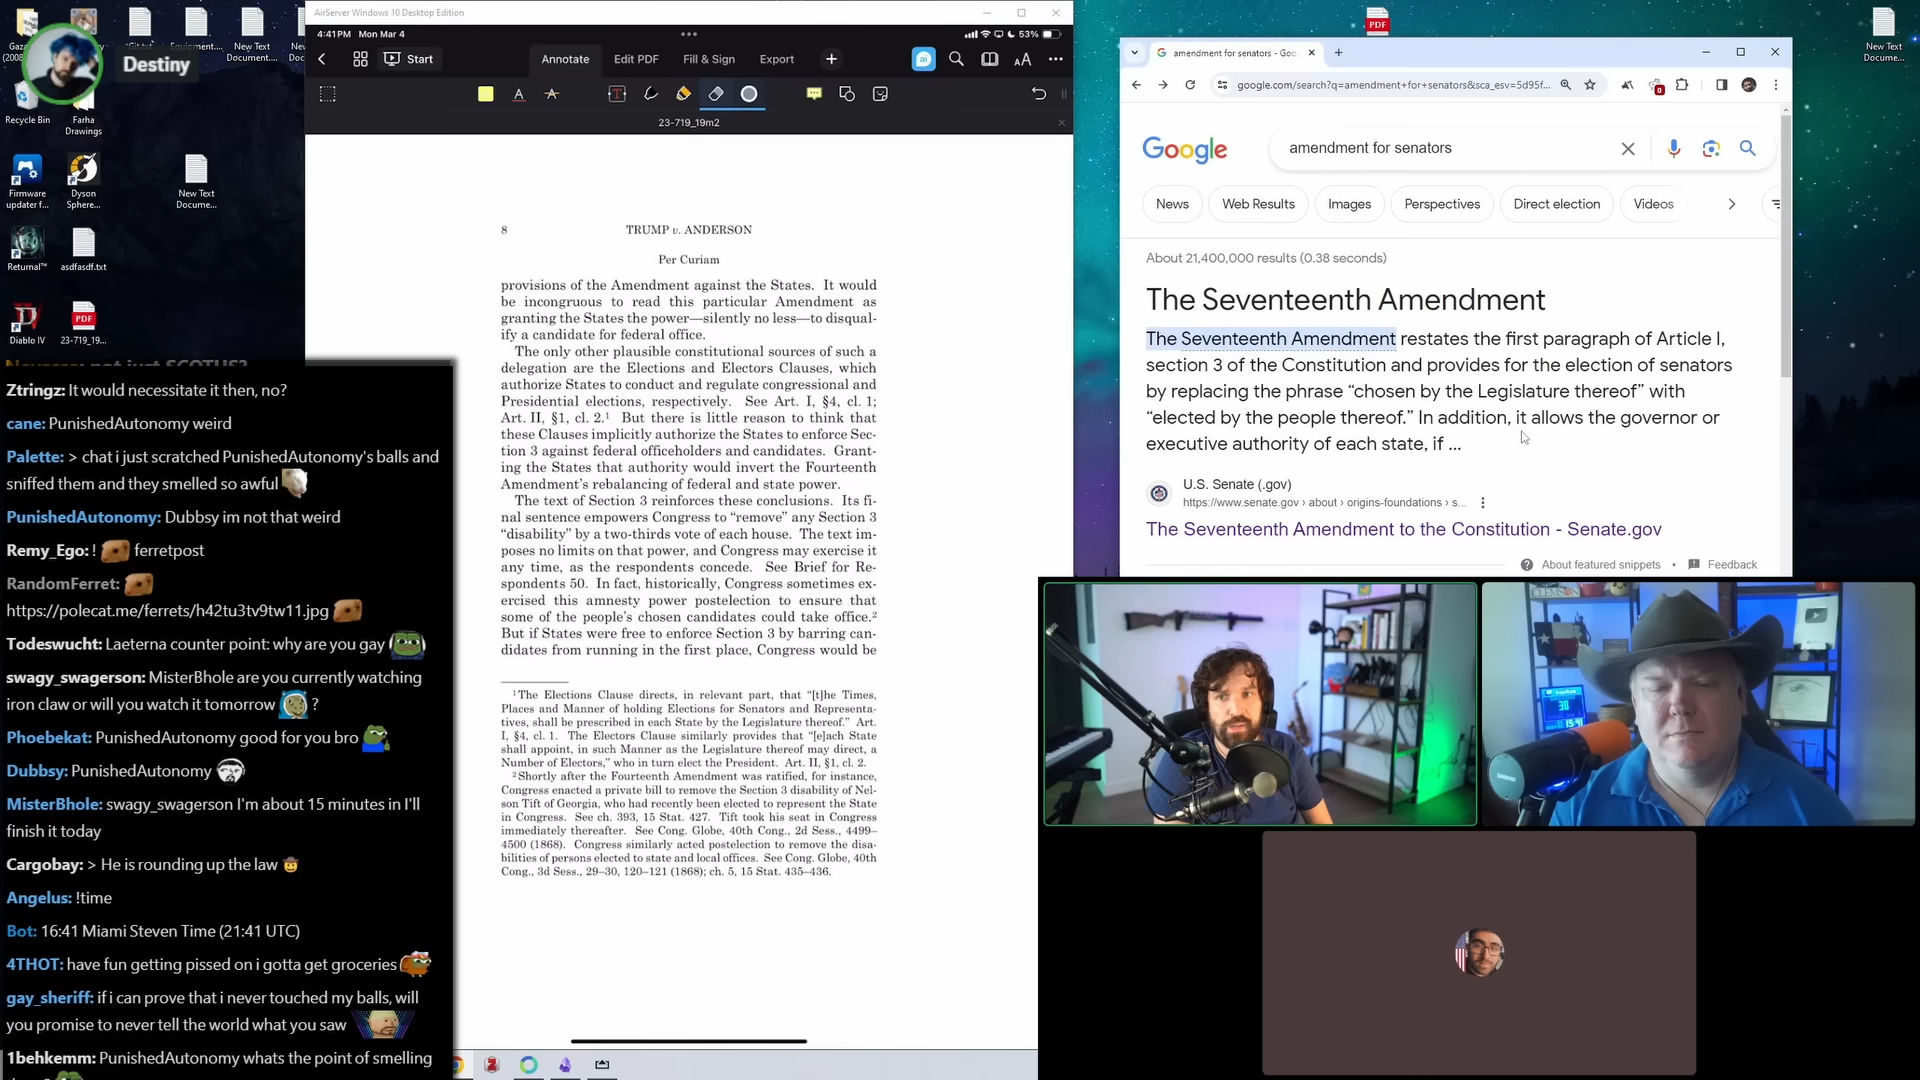 Gaza
(2008
Git.txt
Equipment....
New Text
Document....
Destiny
Recycle Bin
Farha
Drawings
Firmware
updater f...
Dyson
Sphere...
New Text
Docume...
Returnal™
asdfasdf.txt
Diablo IV
PDF
23-719_19...
not just SCOTUS?
Ztringz: It would necessitate it then, no?
cane: PunishedAutonomy weird
Palette: > chat i just scratched PunishedAutonomy's balls and
sniffed them and they smelled so awful
PunishedAutonomy: Dubbsy im not that weird
Remy_Ego: ! ferretpost
RandomFerret:
https://polecat.me/ferrets/h42tu3tv9tw11.jpg
Todeswucht: Laeterna counter point: why are you gay
swagy_swagerson: MisterBhole are you currently watching
iron claw or will you watch it tomorrow ?
Phoebekat: PunishedAutonomy good for you bro
Dubbsy: PunishedAutonomy
MisterBhole: swagy_swagerson I'm about 15 minutes in I'll
finish it today
Cargobay: > He is rounding up the law 🤠
Angelus: !time
Bot: 16:41 Miami Steven Time (21:41 UTC)
4THOT: have fun getting pissed on i gotta get groceries
gay_sheriff: if i can prove that i never touched my balls, will
you promise to never tell the world what you saw
1behkemm: PunishedAutonomy whats the point of smelling
AirServer Windows 10 Desktop Edition
4:41PM Mon Mar 4
53%
Start
Annotate
Edit PDF
Fill & Sign
Export
23-719_19m2
8 TRUMP v. ANDERSON
Per Curiam
provisions of the Amendment against the States. It would
be incongruous to read this particular Amendment as
granting the States the power—silently no less—to disqual-
ify a candidate for federal office.
The only other plausible constitutional sources of such a
delegation are the Elections and Electors Clauses, which
authorize States to conduct and regulate congressional and
Presidential elections, respectively. See Art. I, §4, cl. 1;
Art. II, §1, cl. 2.¹ But there is little reason to think that
these Clauses implicitly authorize the States to enforce Sec-
tion 3 against federal officeholders and candidates. Grant-
ing the States that authority would invert the Fourteenth
Amendment's rebalancing of federal and state power.
The text of Section 3 reinforces these conclusions. Its fi-
nal sentence empowers Congress to “remove” any Section 3
“disability” by a two-thirds vote of each house. The text im-
poses no limits on that power, and Congress may exercise it
any time, as the respondents concede. See Brief for Re-
spondents 50. In fact, historically, Congress sometimes ex-
ercised this amnesty power postelection to ensure that
some of the people's chosen candidates could take office.²
But if States were free to enforce Section 3 by barring can-
didates from running in the first place, Congress would be
¹The Elections Clause directs, in relevant part, that “[t]he Times,
Places and Manner of holding Elections for Senators and Representa-
tives, shall be prescribed in each State by the Legislature thereof.” Art.
I, §4, cl. 1. The Electors Clause similarly provides that “[e]ach State
shall appoint, in such Manner as the Legislature thereof may direct, a
Number of Electors,” who in turn elect the President. Art. II, §1, cl. 2.
²Shortly after the Fourteenth Amendment was ratified, for instance,
Congress enacted a private bill to remove the Section 3 disability of Nel-
son Tift of Georgia, who had recently been elected to represent the State
in Congress. See ch. 393, 15 Stat. 427. Tift took his seat in Congress
immediately thereafter. See Cong. Globe, 40th Cong., 2d Sess., 4499–
4500 (1868). Congress similarly acted postelection to remove the disa-
bilities of persons elected to state and local offices. See Cong. Globe, 40th
Cong., 3d Sess., 29–30, 120–121 (1868); ch. 5, 15 Stat. 435–436.
PDF
New Text
Docume...
amendment for senators - Goo
google.com/search?q=amendment+for+senators&sca_esv=5d95f...
0
Google
amendment for senators
News
Web Results
Images
Perspectives
Direct election
Videos
About 21,400,000 results (0.38 seconds)
The Seventeenth Amendment
The Seventeenth Amendment restates the first paragraph of Article I,
section 3 of the Constitution and provides for the election of senators
by replacing the phrase “chosen by the Legislature thereof” with
“elected by the people thereof.” In addition, it allows the governor or
executive authority of each state, if ...
U.S. Senate (.gov)
https://www.senate.gov › about › origins-foundations › s...
The Seventeenth Amendment to the Constitution - Senate.gov
About featured snippets • Feedback
CLEMSON
30
15:41